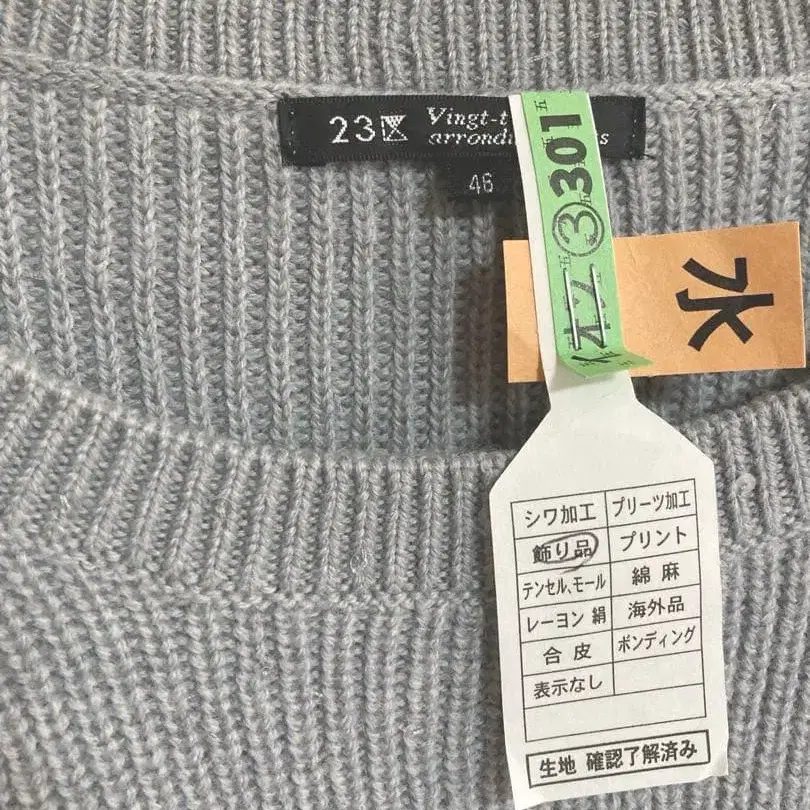 23区
Vingt-t
arrondi s
46
301
③
水
シワ加工 プリーツ加工
飾り品 プリント
テンセル、モール 綿 麻
レーヨン 絹 海外品
合 皮 ボンディング
表示なし
生地 確認了解済み